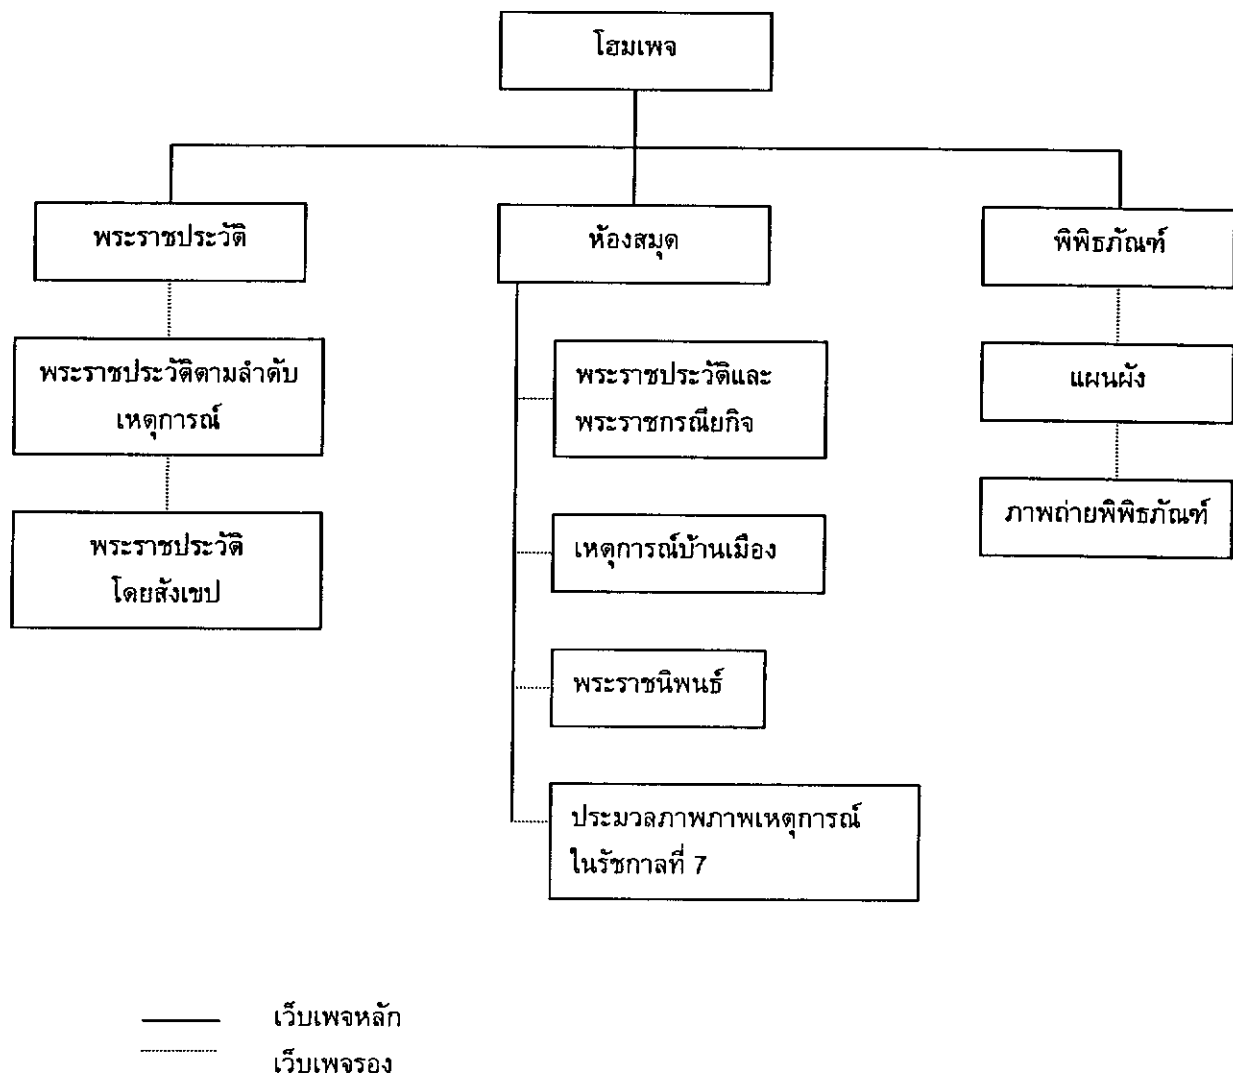 โฮมเพจ
พระราชประวัติ
ห้องสมุด
พิพิธภัณฑ์
พระราชประวัติตามลำดับ
เหตุการณ์
พระราชประวัติ
โดยสังเขป
พระราชประวัติและ
พระราชกรณียกิจ
เหตุการณ์บ้านเมือง
พระราชนิพนธ์
ประมวลภาพภาพเหตุการณ์
ในรัชกาลที่ 7
แผนผัง
ภาพถ่ายพิพิธภัณฑ์
เว็บเพจหลัก
เว็บเพจรอง